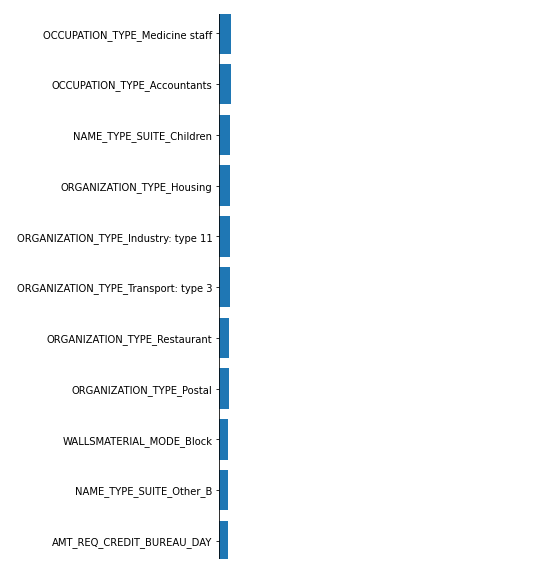 OCCUPATION_TYPE_Medicine staff
OCCUPATION_TYPE_Accountants
NAME_TYPE_SUITE_Children
ORGANIZATION_TYPE_Housing
ORGANIZATION_TYPE_Industry: type 11
ORGANIZATION_TYPE_Transport: type 3
ORGANIZATION_TYPE_Restaurant
ORGANIZATION_TYPE_Postal
WALLSMATERIAL_MODE_Block
NAME_TYPE_SUITE_Other_B
AMT_REQ_CREDIT_BUREAU_DAY